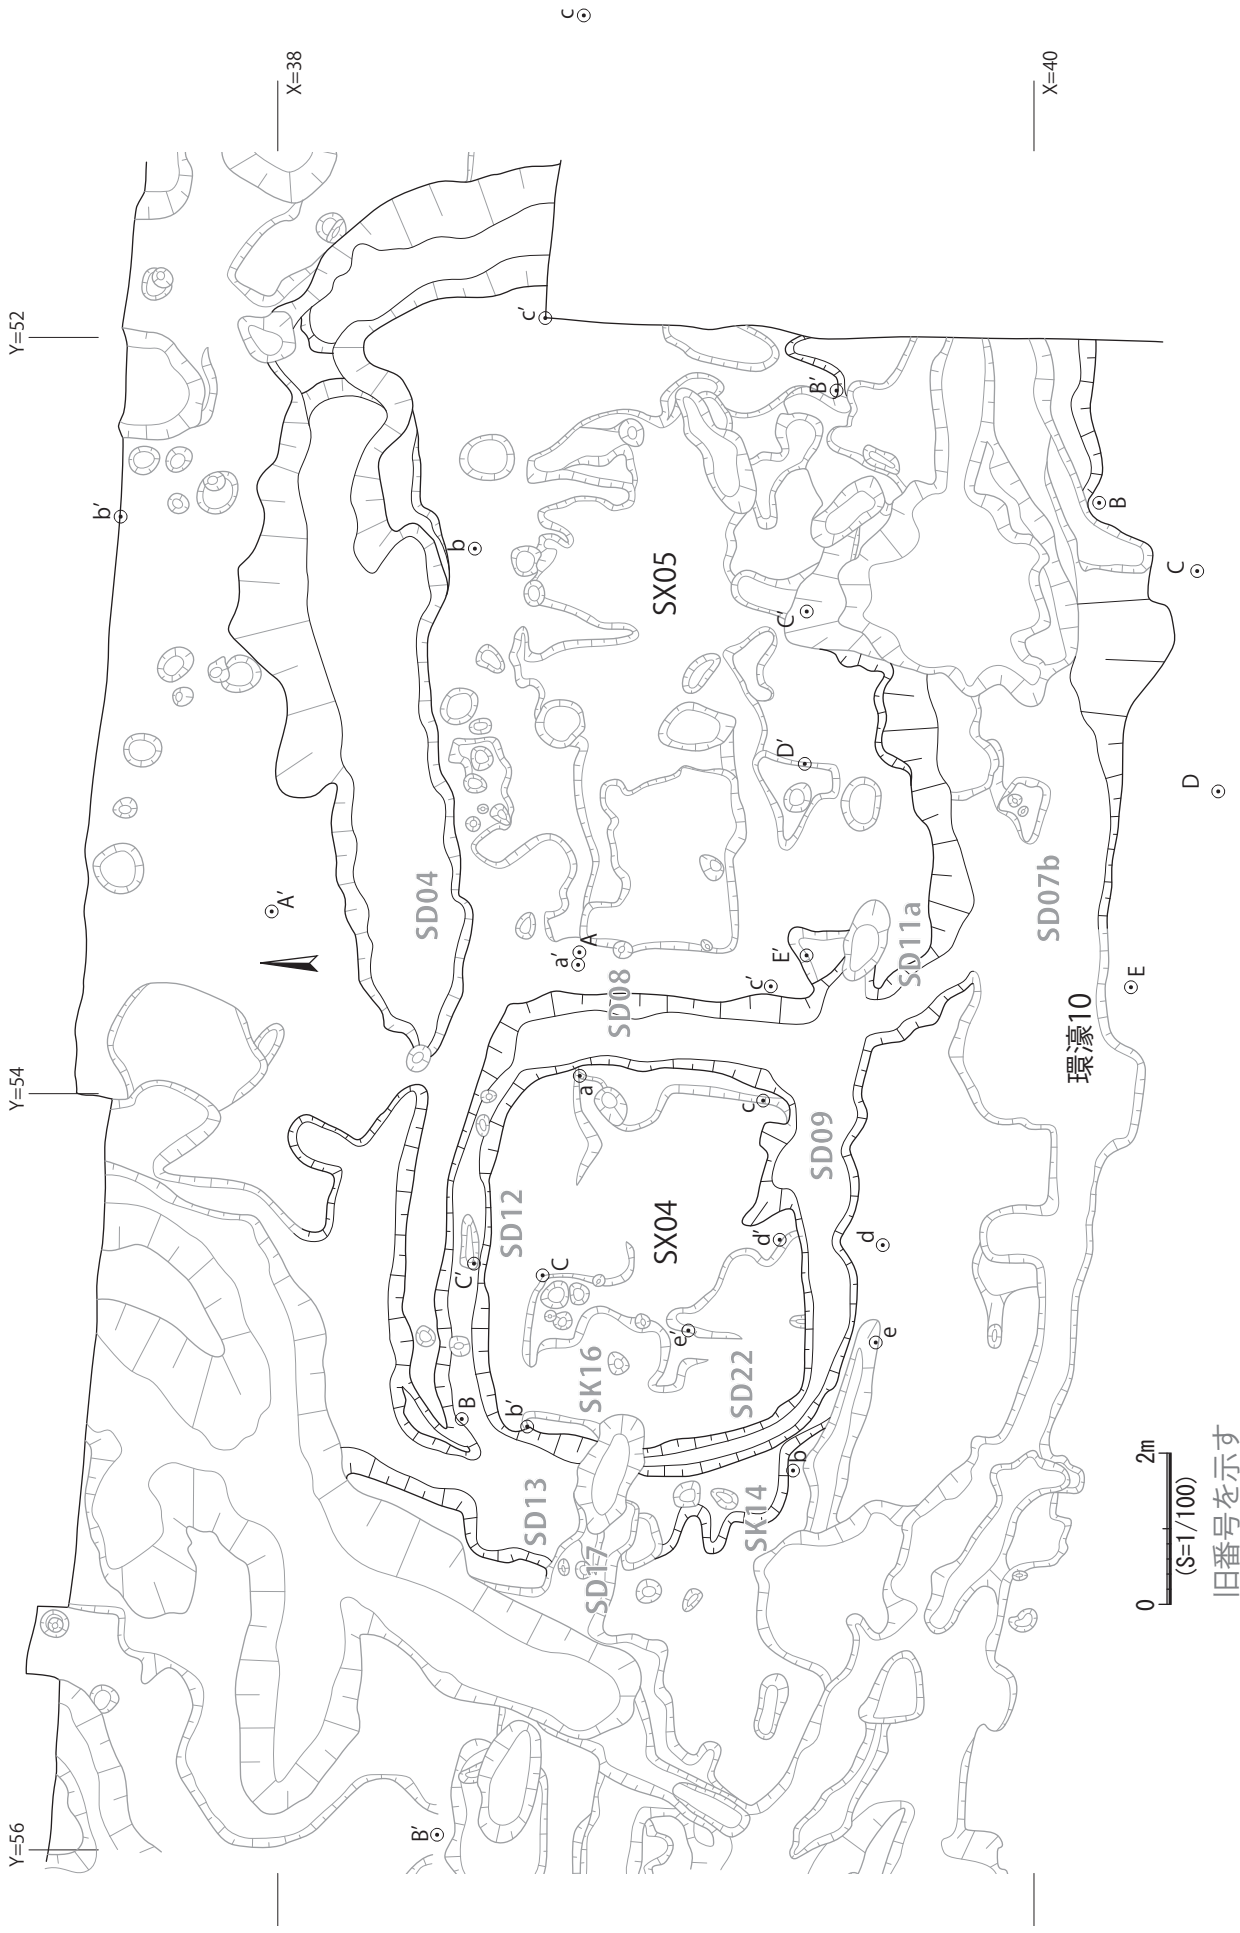 c
X=38
X=40
Y=52
c'
B'
b'
B
b
C
SX05
C'
D'
D
A'
SD04
SD07b
SD11a
A
a'
E'
c'
E
SD08
環濠10
Y=54
a
c
SD09
SD12
SX04
d'
d
C'
C
e'
e
SK16
SD22
B
b'
b
2m
SD13
SK14
(S=1/100)
旧番号を示す
SD17
0
B'
Y=56